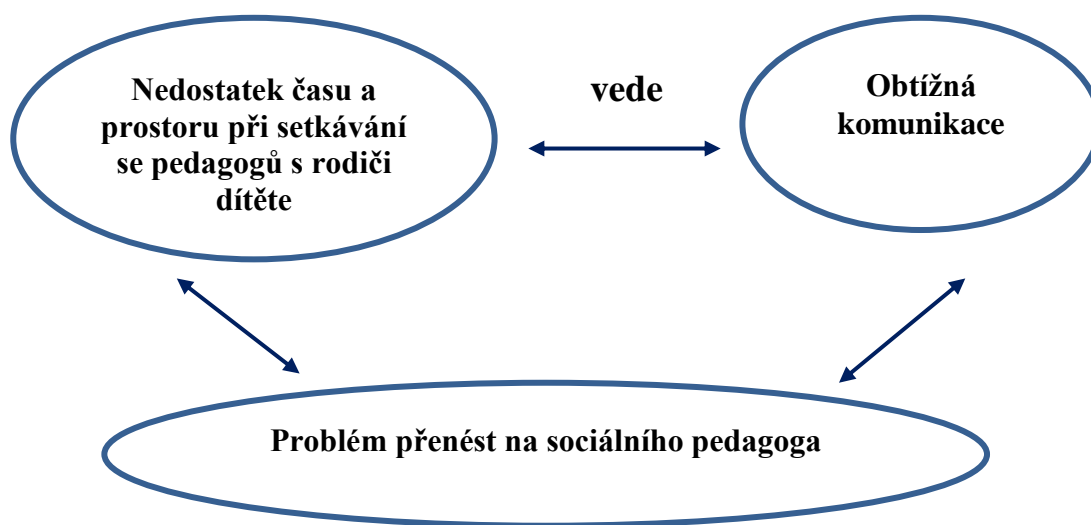 Nedostatek času a
prostoru při setkávání
se pedagogů s rodiči
dítěte
vede
Obtížná
komunikace
Problém přenést na sociálního pedagoga